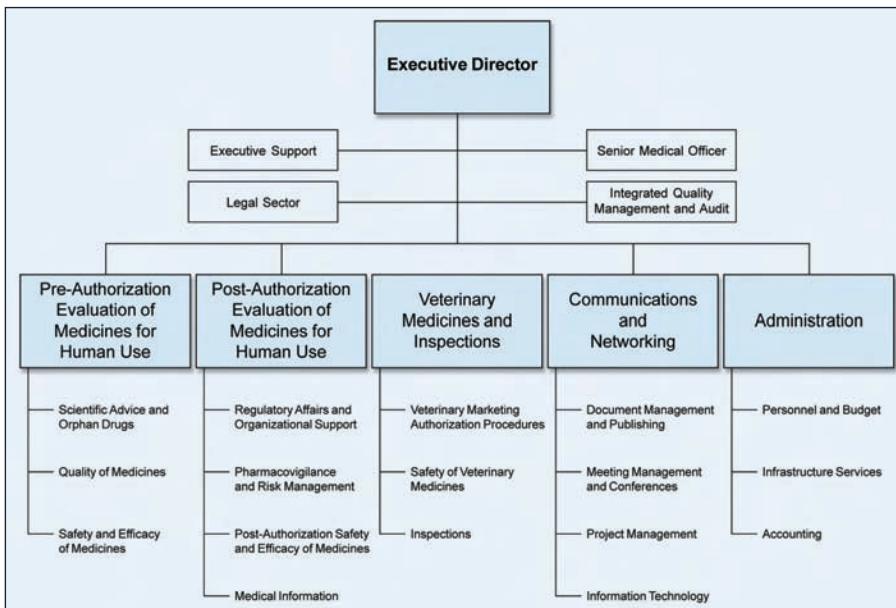 Executive Director
Executive Support
Senior Medical Officer
Legal Sector
Integrated Quality
Management and Audit
Pre-Authorization
Evaluation of
Medicines for
Human Use
Post-Authorization
Evaluation of
Medicines for
Human Use
Veterinary
Medicines and
Inspections
Communications
and
Networking
Administration
Scientific Advice and
Orphan Drugs
Quality of Medicines
Safety and Efficacy
of Medicines
Regulatory Affairs and
Organizational Support
Pharmacovigilance
and Risk Management
Post-Authorization Safety
and Efficacy of Medicines
Medical Information
Veterinary Marketing
Authorization Procedures
Safety of Veterinary
Medicines
Inspections
Document Management
and Publishing
Meeting Management
and Conferences
Project Management
Information Technology
Personnel and Budget
Infrastructure Services
Accounting